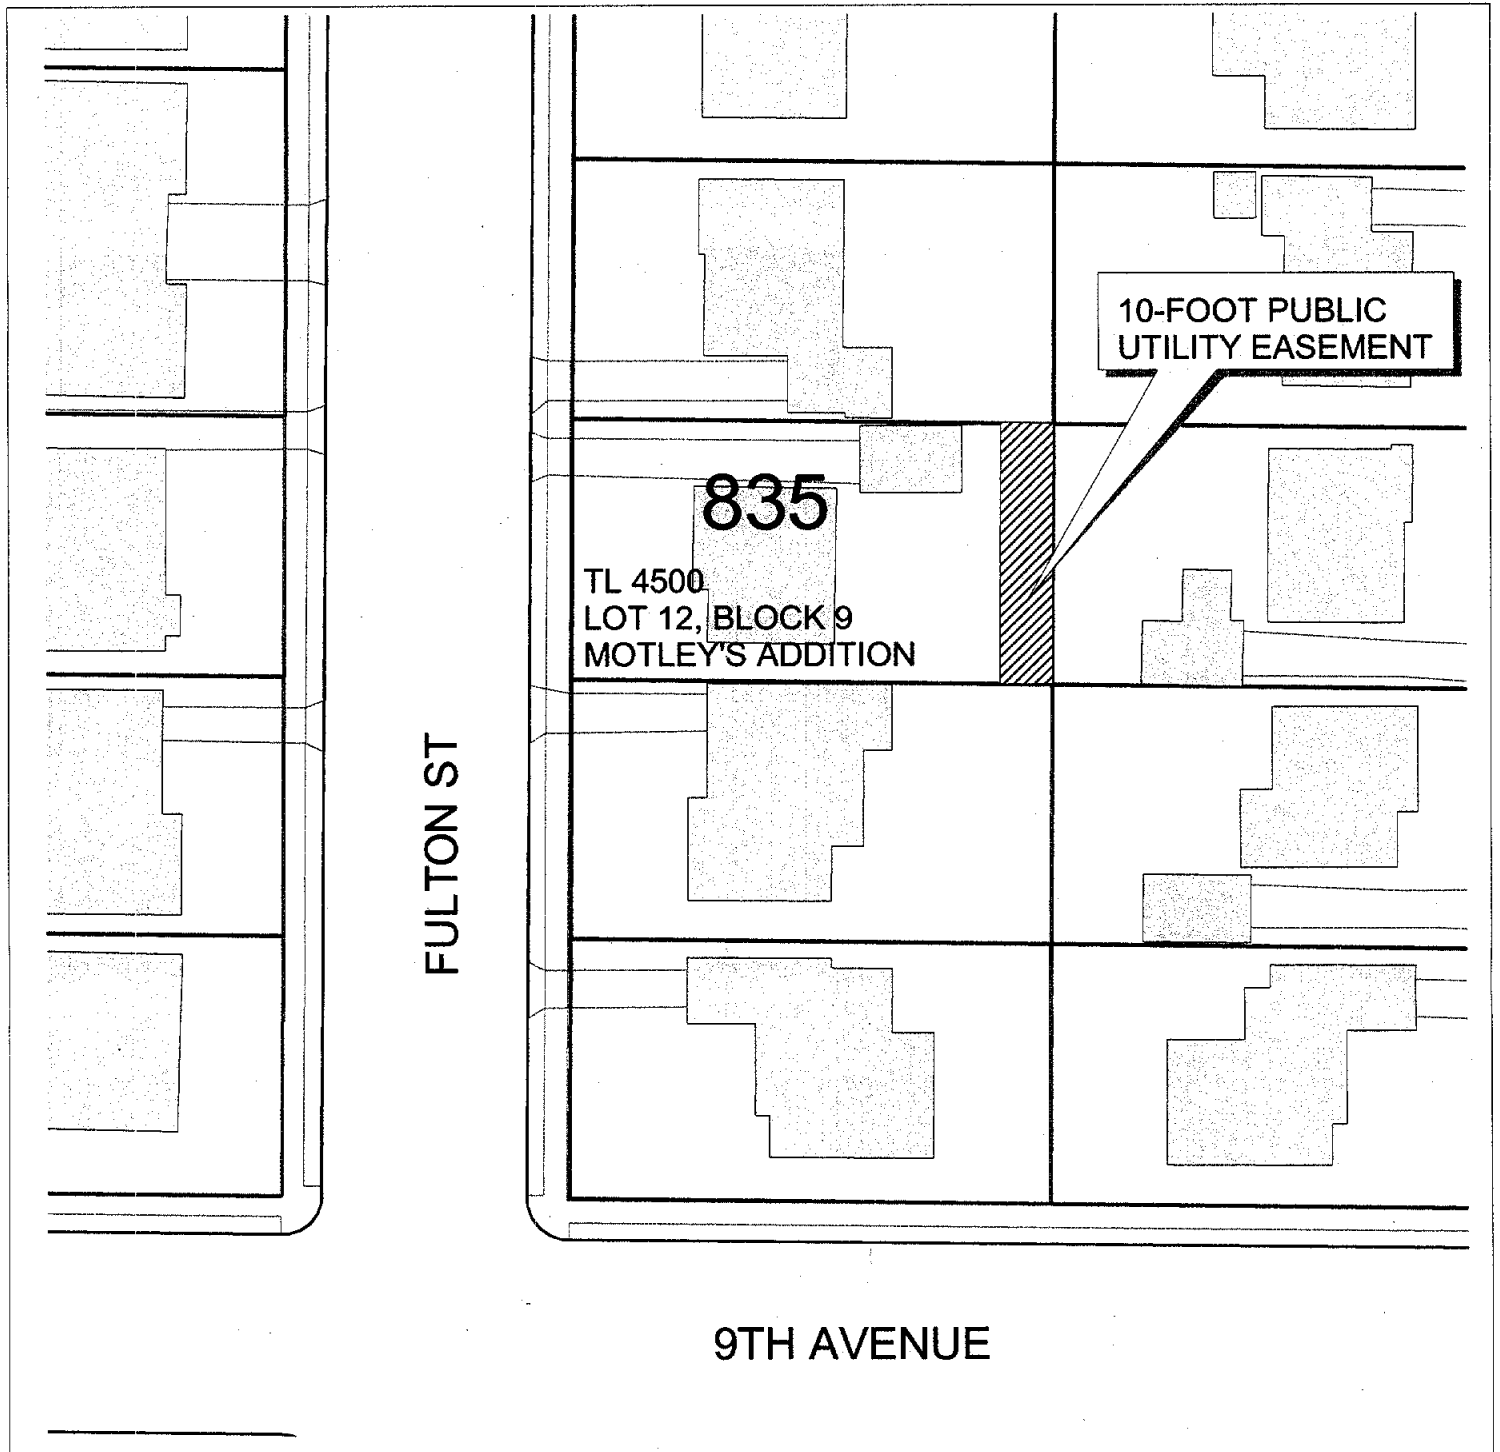 10-FOOT PUBLIC
UTILITY EASEMENT
835
TL 4500
LOT 12, BLOCK 9
MOTLEY'S ADDITION
FULTON ST
9TH AVENUE